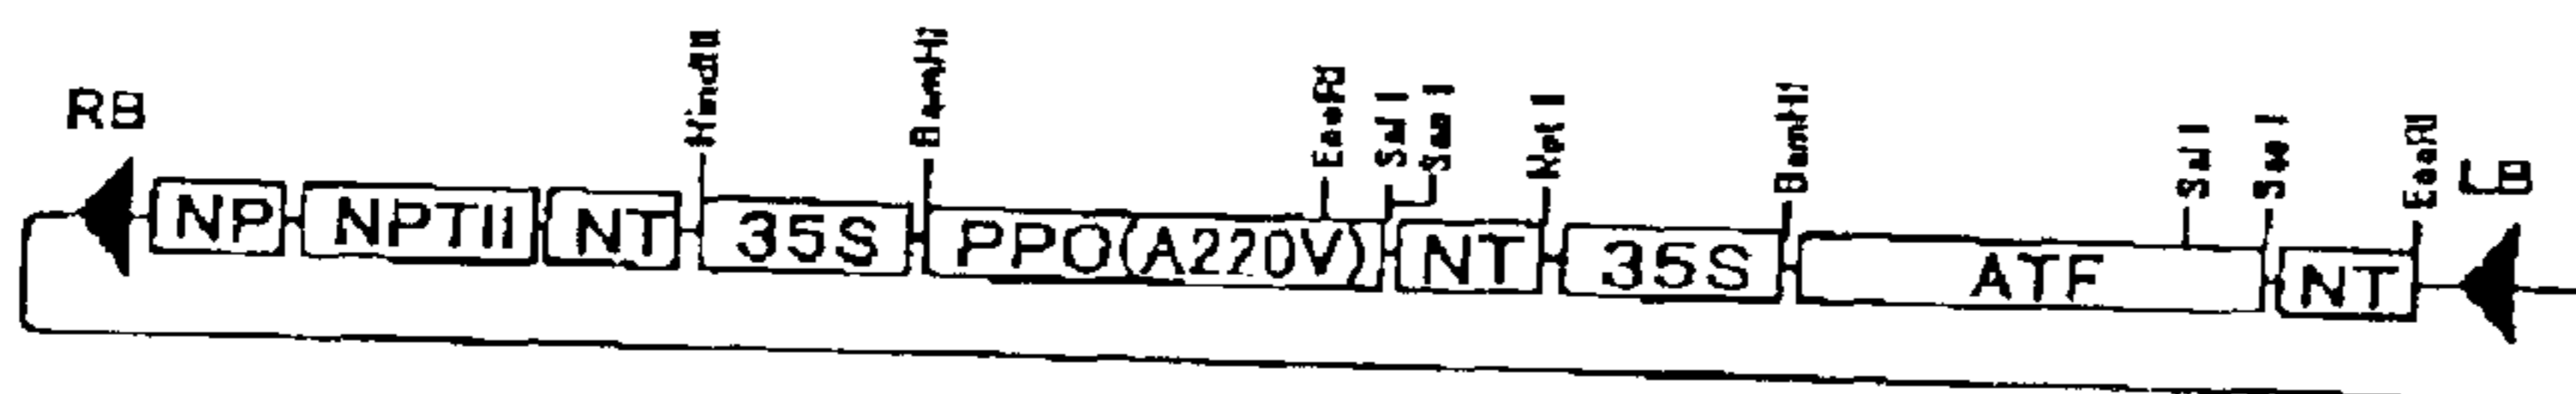 RB
HindIII
BamHI
EcoRI
Sal I
Sac I
BamHI
Sal I
Sac I
EcoRI
LB
NP
NPTII
NT
35S
PPO(A220V)
NT
35S
ATF
NT